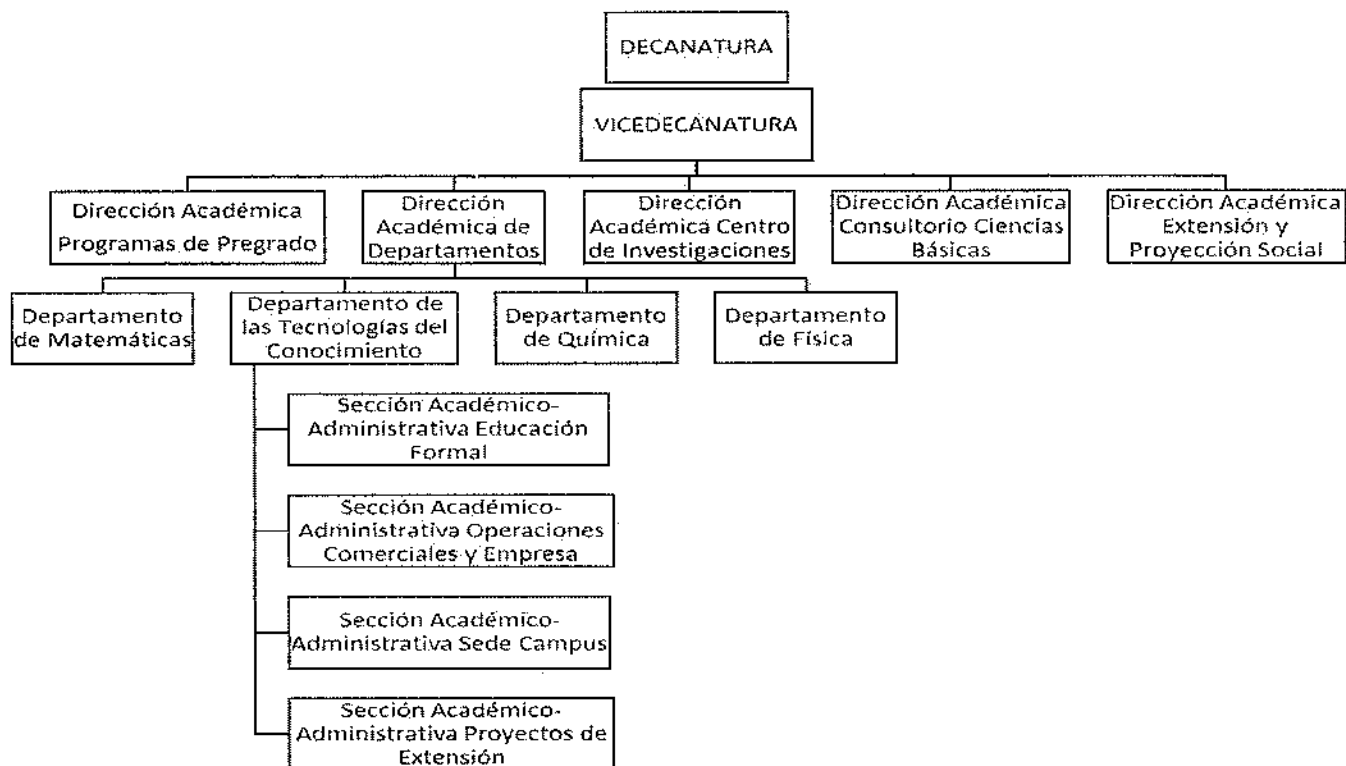 DECANATURA
VICEDECANATURA
Dirección Académica
Programas de Pregrado
Dirección
Académica de
Departamentos
Dirección
Académica Centro
de Investigaciones
Dirección Académica
Consultorio Ciencias
Básicas
Dirección Académica
Extensión y
Proyección Social
Departamento
de Matemáticas
Departamento de
las Tecnologías del
Conocimiento
Departamento
de Química
Departamento
de Física
Sección Académico-
Administrativa Educación
Formal
Sección Académico-
Administrativa Operaciones
Comerciales y Empresa
Sección Académico-
Administrativa Sede Campus
Sección Académico-
Administrativa Proyectos de
Extensión